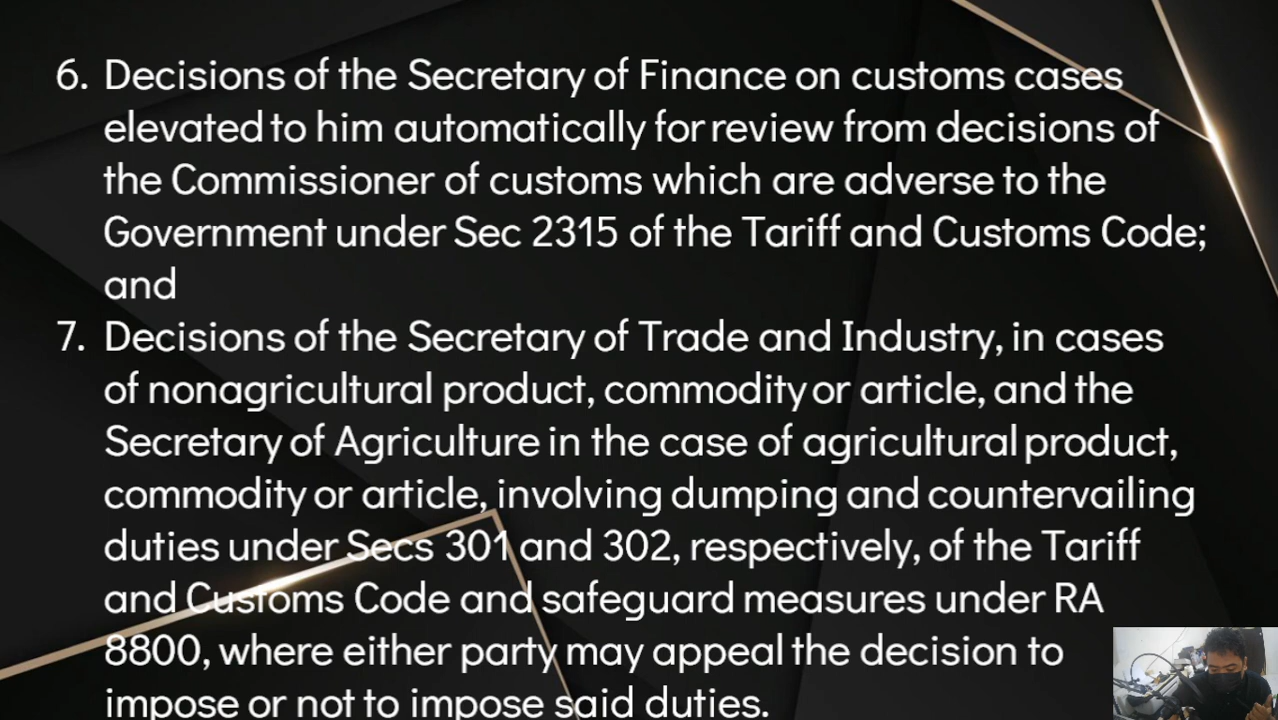 6. Decisions of the Secretary of Finance on customs cases
elevated to him automatically for review from decisions of
the Commissioner of customs which are adverse to the
Government under Sec 2315 of the Tariff and Customs Code;
and
7. Decisions of the Secretary of Trade and Industry, in cases
of nonagricultural product, commodity or article, and the
Secretary of Agriculture in the case of agricultural product,
commodity or article, involving dumping and countervailing
duties under Secs 301 and 302, respectively, of the Tariff
and Customs Code and safeguard measures under RA
8800, where either party may appeal the decision to
impose or not to impose said duties.